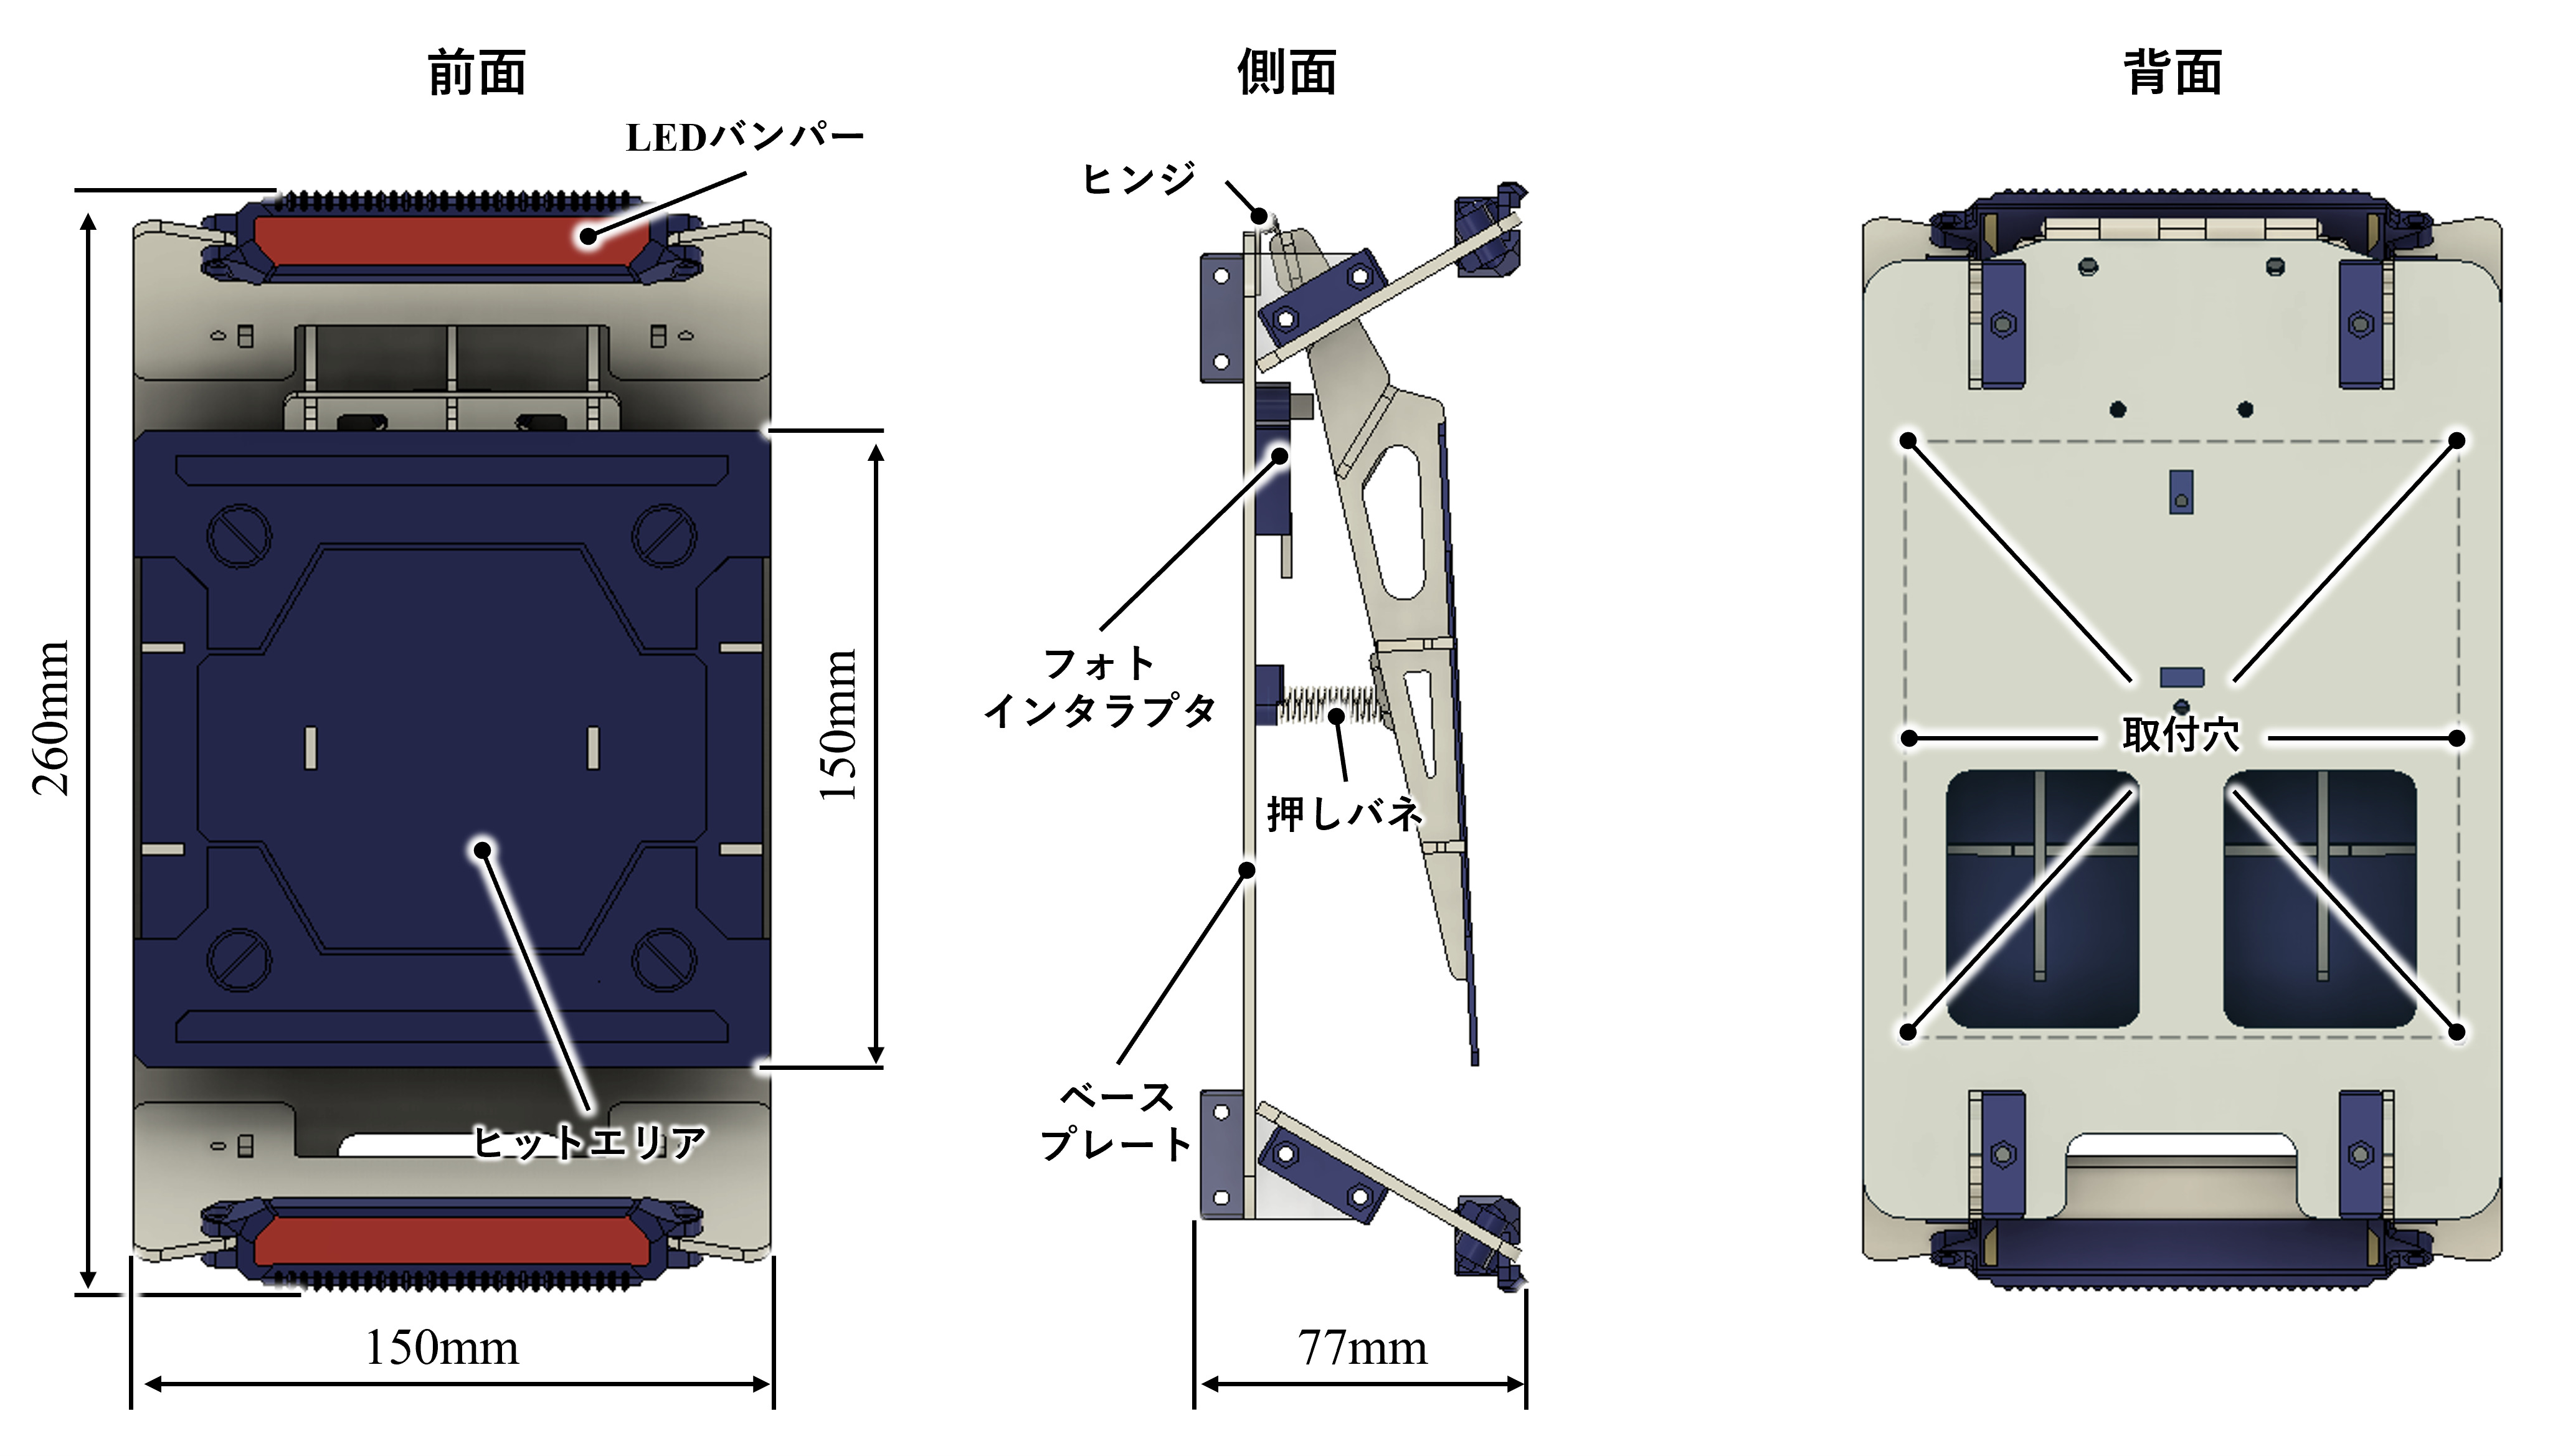 前面
側面
背面
LEDバンパー
ヒンジ
260mm
150mm
フォト
インタラプタ
取付穴
押しバネ
ベース
プレート
ヒットエリア
150mm
77mm